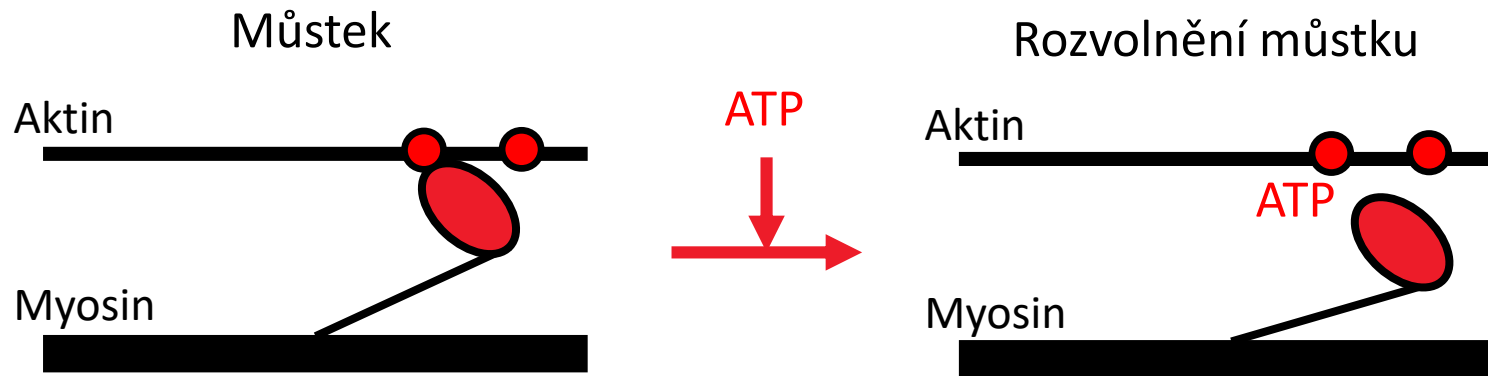 Můstek
Aktin
Myosin
ATP
Rozvolnění můstku
Aktin
ATP
Myosin